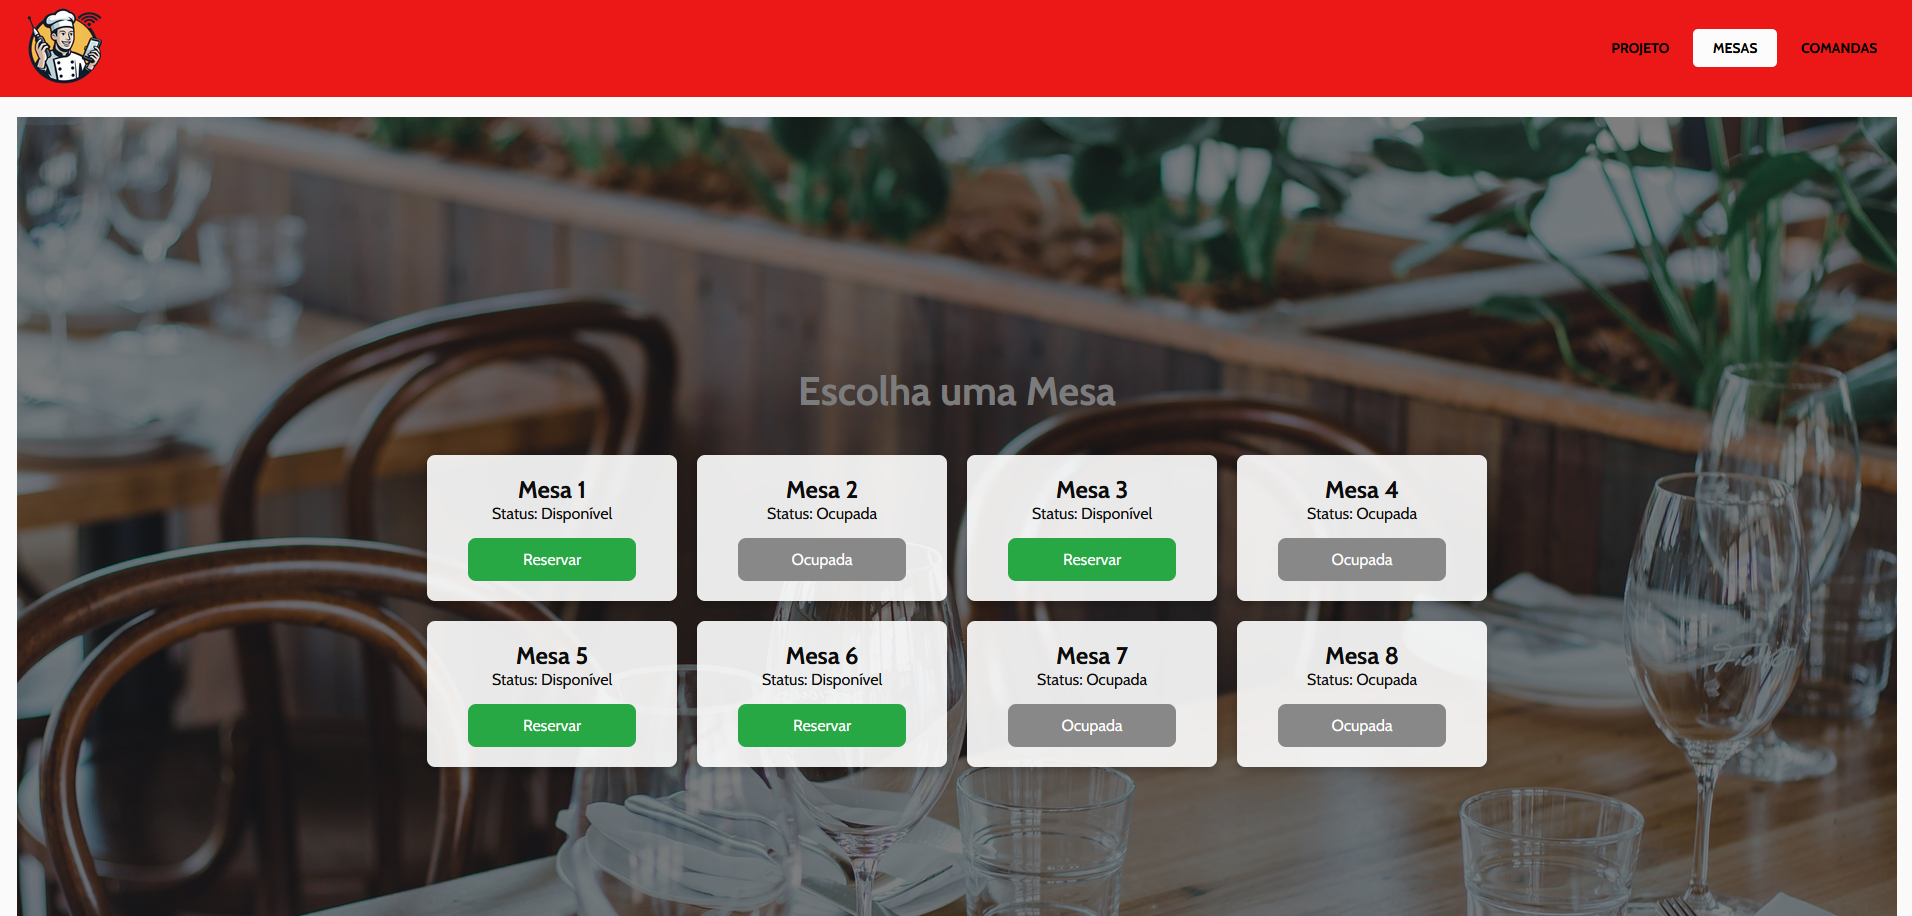 PROJETO
MESAS
COMANDAS
Escolha uma Mesa
Mesa 1
Status: Disponível
Reservar
Mesa 2
Status: Ocupada
Ocupada
Mesa 3
Status: Disponível
Reservar
Mesa 4
Status: Ocupada
Ocupada
Mesa 5
Status: Disponível
Reservar
Mesa 6
Status: Disponível
Reservar
Mesa 7
Status: Ocupada
Ocupada
Mesa 8
Status: Ocupada
Ocupada